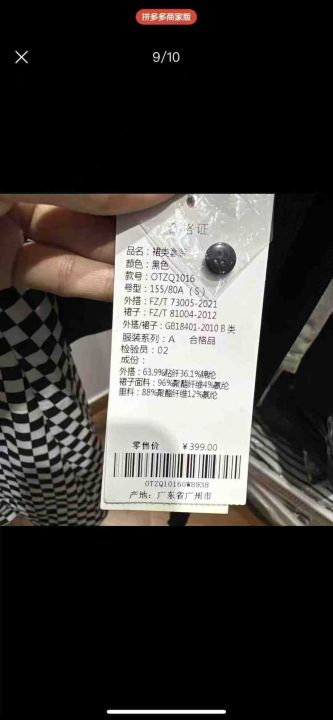 拼多多商家版
9/10
合格证
品名：裙类套
颜色：黑色
款号：OTZQ1016
号型：155/80A （S）
外搭：FZ/T 73005-2021
裙子：FZ/T 81004-2012
外搭/裙子：GB18401-2010 B 类
服装系列：A 合格品
检验员：02
成份：
外搭：63.9%粘纤36.1%锦纶
裙子面料：96%聚酯纤维4%氨纶
里料：88%聚酯纤维12%氨纶
零售价 ￥399.00
OTZQ10160W8938
产地：广东省广州市